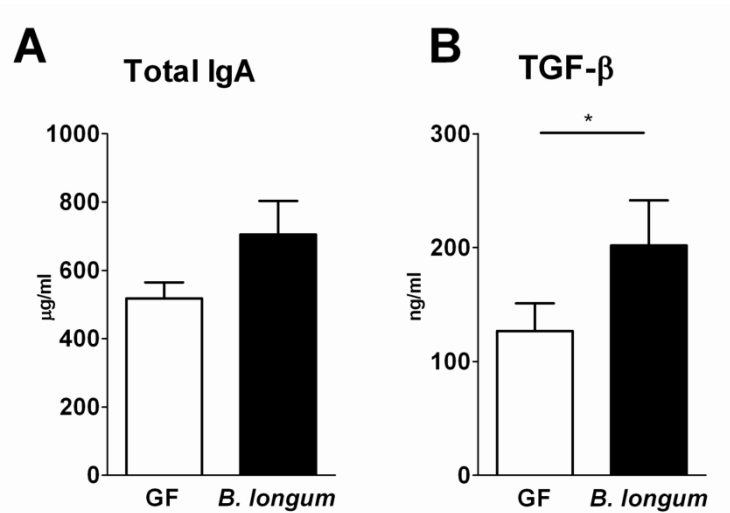 A
Total IgA
1000
800
600
400
200
0
µg/ml
GF B. longum
B
TGF-β
*
300
200
100
0
ng/ml
GF B. longum